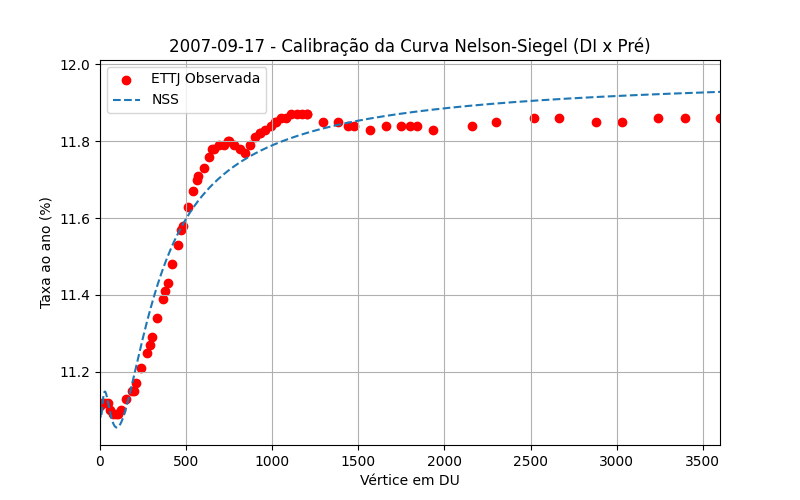 2007-09-17 - Calibração da Curva Nelson-Siegel (DI x Pré)
ETTJ Observada
NSS
Taxa ao ano (%)
12.0
11.8
11.6
11.4
11.2
0
500
1000
1500
2000
2500
3000
3500
Vértice em DU